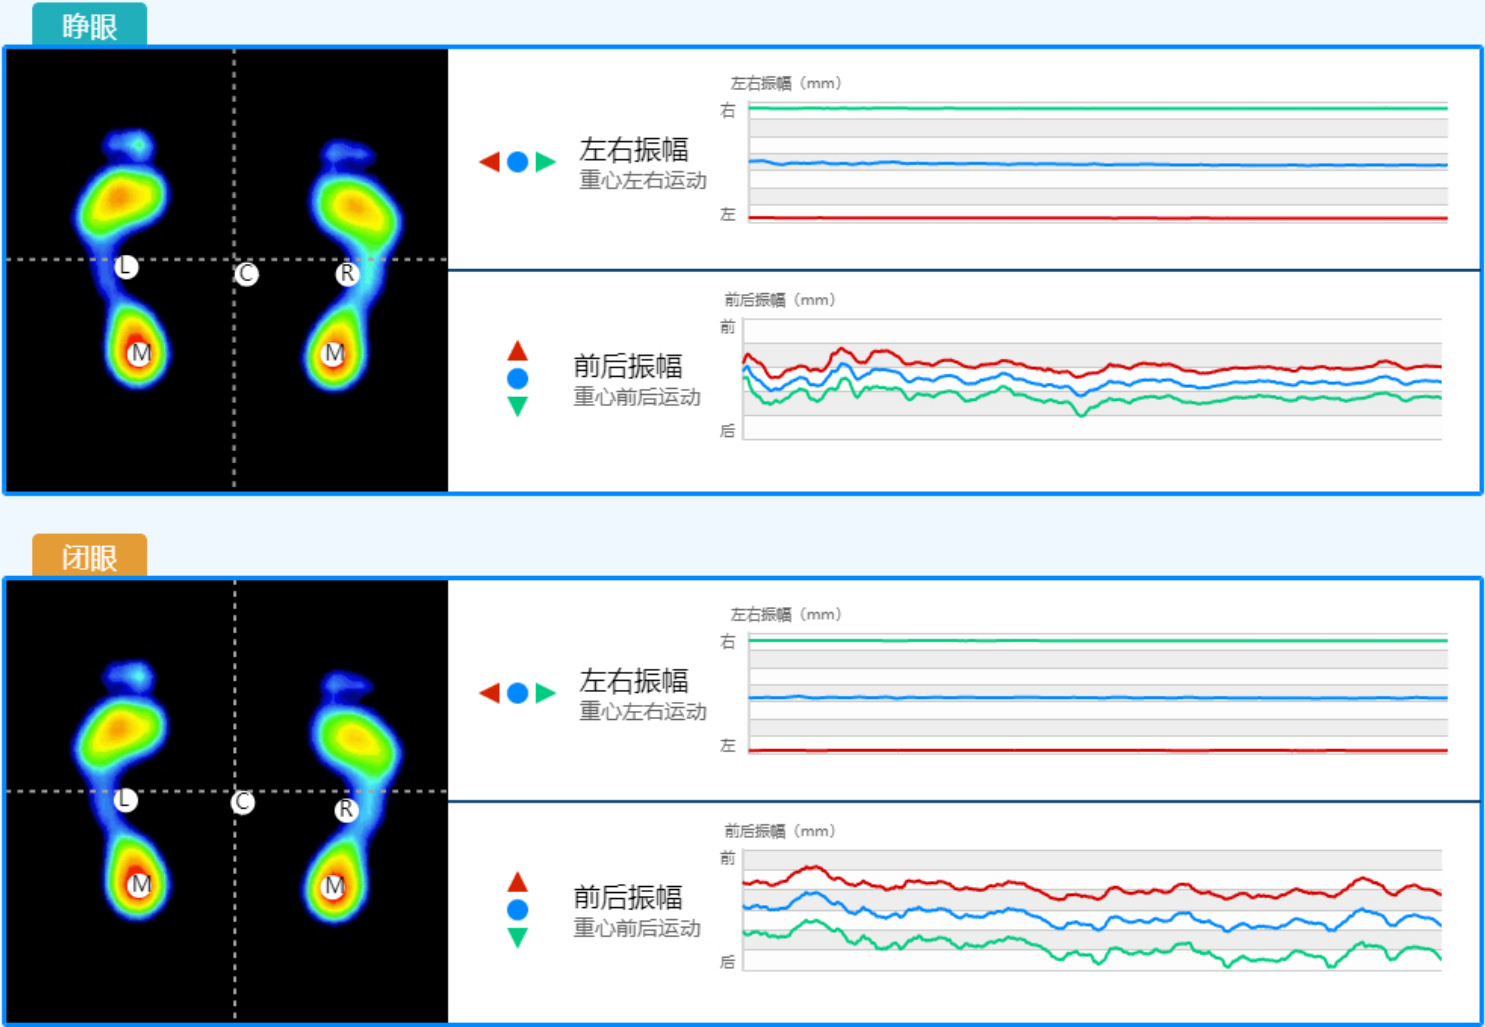 睁眼
L
C
R
M
M
左右振幅
重心左右运动
左右振幅（mm）
右
左
前后振幅
重心前后运动
前后振幅（mm）
前
后
闭眼
L
C
R
M
M
左右振幅
重心左右运动
左右振幅（mm）
右
左
前后振幅
重心前后运动
前后振幅（mm）
前
后